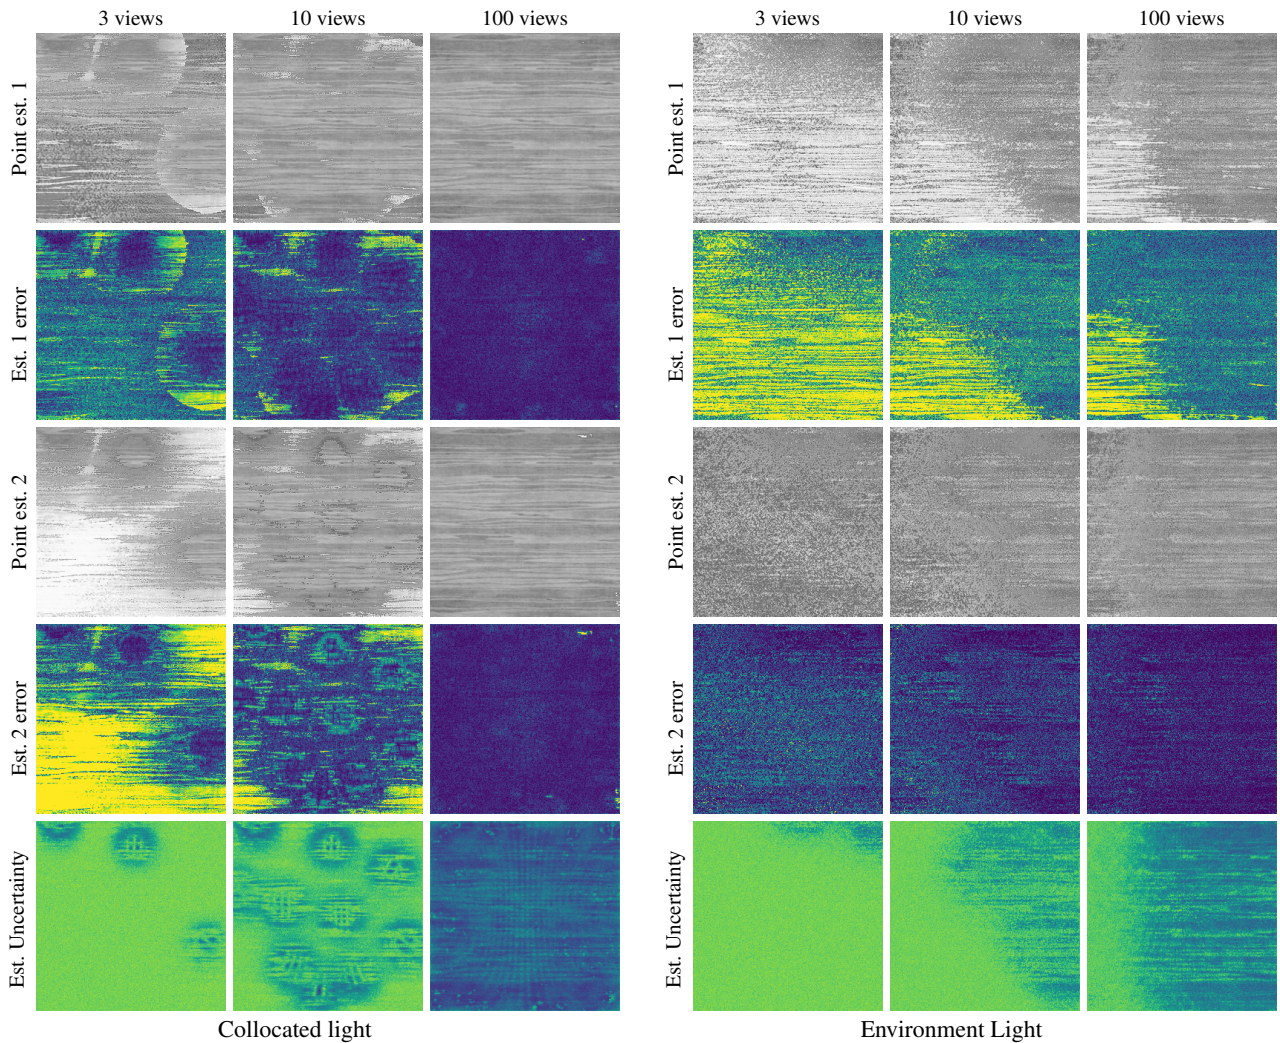 3 views 10 views 100 views 3 views 10 views 100 views
Point est. 1 Point est. 1
Est. 1 error Est. 1 error
Point est. 2 Point est. 2
Est. 2 error Est. 2 error
Est. Uncertainty Est. Uncertainty
Collocated light Environment Light